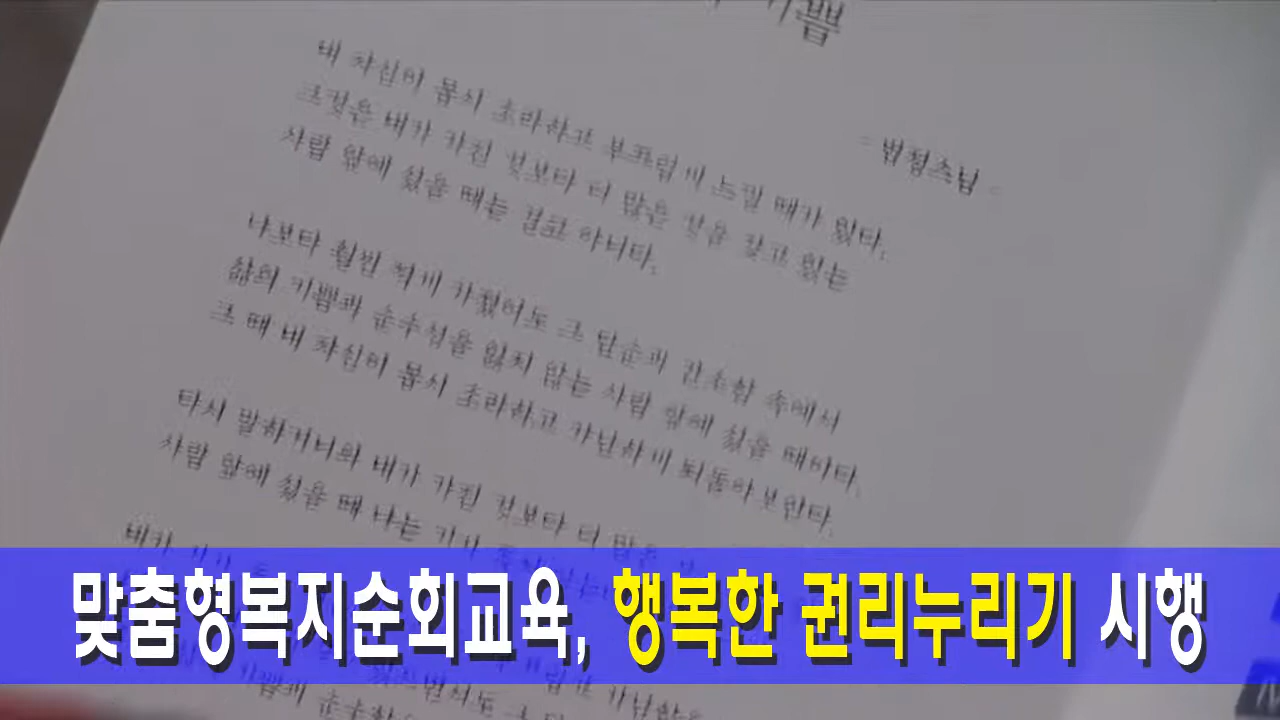 기쁨
- 법정스님 -
내 자신이 몹시 초라하고 부끄럽게 느낄 때가 있다.
그것은 내가 가진 것보다 더 많은 것을 갖고 있는
사람 앞에 섰을 때는 결코 아니다.
나보다 훨씬 적게 가졌어도 그 단순과 간소함 속에서
삶의 기쁨과 순수성을 잃지 않는 사람 앞에 섰을 때이다.
그 때 내 자신이 몹시 초라하고 가난하게 되돌아 보인다.
다시 말하거니와 내가 가진 것보다 더 많은
사람 앞에 섰을 때 나는 기가
내가 기가
맞춤형복지순회교육, 행복한 권리누리기 시행